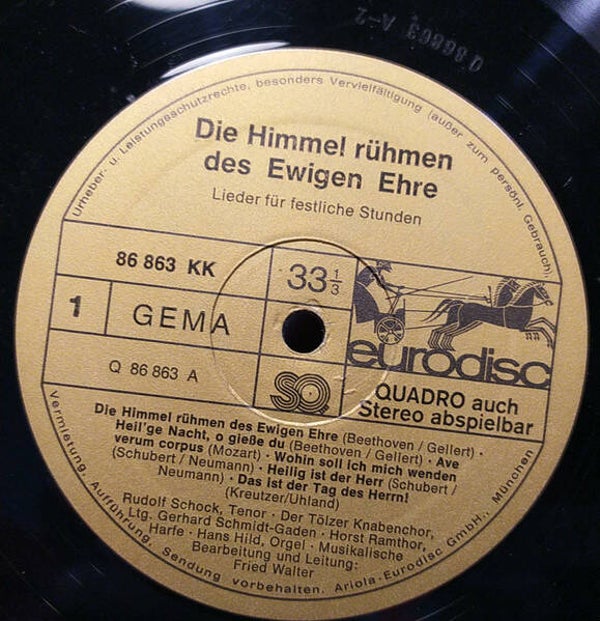 Q 86863 A-2
Urheber- u. Leistungsschutzrechte, besonders Vervielfältigung (außer zum persönl. Gebrauch),
Die Himmel rühmen
des Ewigen Ehre
Lieder für festliche Stunden
86 863 KK
33 1/3
1
GEMA
Q 86 863 A
SQ
eurodisc
QUADRO auch
Stereo abspielbar
Die Himmel rühmen des Ewigen Ehre (Beethoven / Gellert) ·
Heil'ge Nacht, o gieße du (Beethoven / Gellert) · Ave
verum corpus (Mozart) · Wohin soll ich mich wenden
(Schubert / Neumann) · Heilig ist der Herr (Schubert /
Neumann) · Das ist der Tag des Herrn!
(Kreutzer/Uhland)
Rudolf Schock, Tenor · Der Tölzer Knabenchor,
Ltg. Gerhard Schmidt-Gaden · Horst Ramthor,
Harfe · Hans Hild, Orgel · Musikalische
Bearbeitung und Leitung:
Fried Walter
Vermietung, Aufführung, Sendung vorbehalten. Ariola-Eurodisc GmbH., München